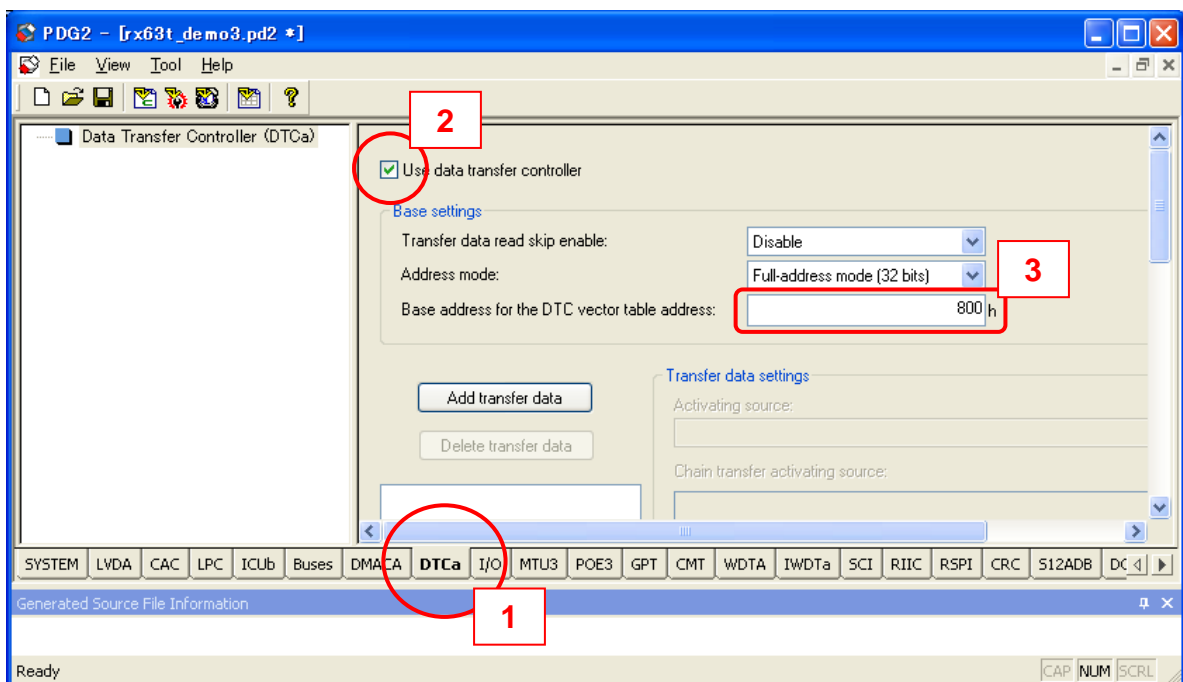 PDG2 - [rx63t_demo3.pd2 *]
File View Tool Help
2
Data Transfer Controller (DTCa)
Use data transfer controller
Base settings
Transfer data read skip enable: Disable
3
Address mode: Full-address mode (32 bits)
Base address for the DTC vector table address: 800 h
Transfer data settings
Add transfer data
Activating source:
Delete transfer data
Chain transfer activating source:
SYSTEM LVDA CAC LPC ICUb Buses DMACA DTCa I/O MTU3 POE3 GPT CMT WDTA IWDTa SCI RIIC RSPI CRC S12ADB
Generated Source File Information
1
Ready CAP NUM SCRL